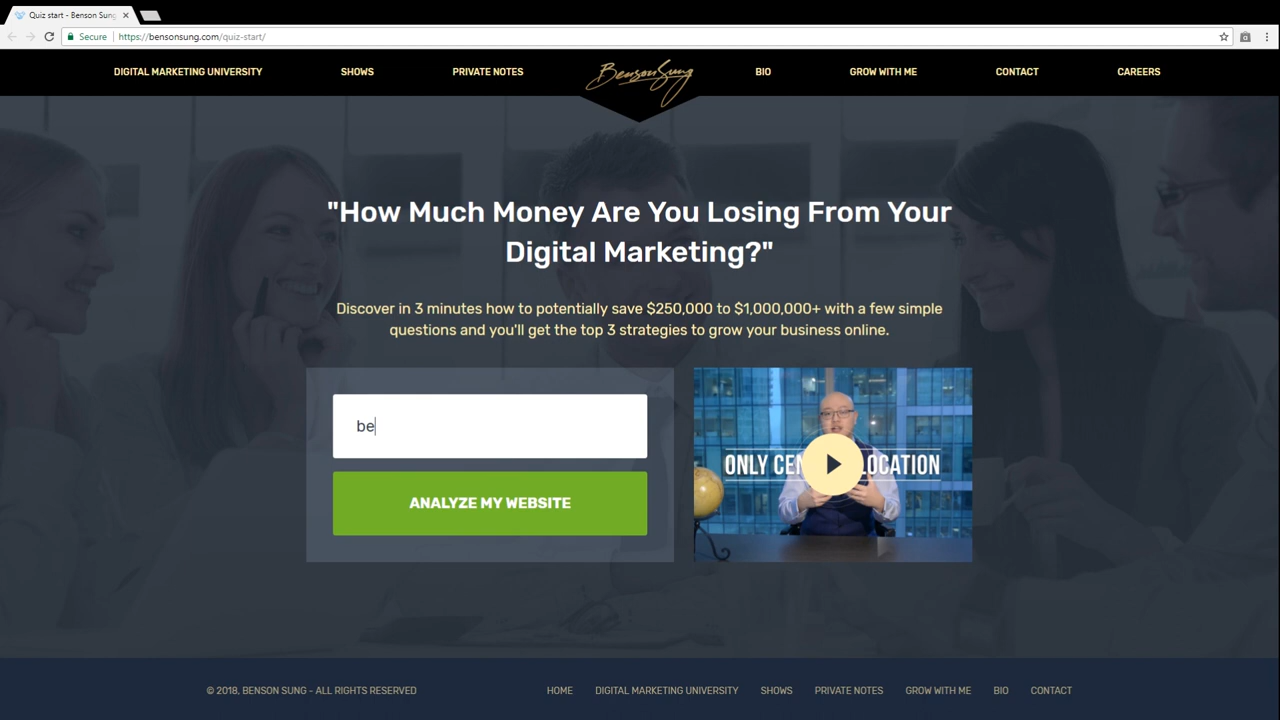 Quiz start - Benson Sung
Secure
https://bensonsung.com/quiz-start/
DIGITAL MARKETING UNIVERSITY
SHOWS
PRIVATE NOTES
Benson Sung
BIO
GROW WITH ME
CONTACT
CAREERS
"How Much Money Are You Losing From Your
Digital Marketing?"
Discover in 3 minutes how to potentially save $250,000 to $1,000,000+ with a few simple
questions and you'll get the top 3 strategies to grow your business online.
be
ANALYZE MY WEBSITE
ONLY CEN LOCATION
© 2018, BENSON SUNG - ALL RIGHTS RESERVED
HOME
DIGITAL MARKETING UNIVERSITY
SHOWS
PRIVATE NOTES
GROW WITH ME
BIO
CONTACT